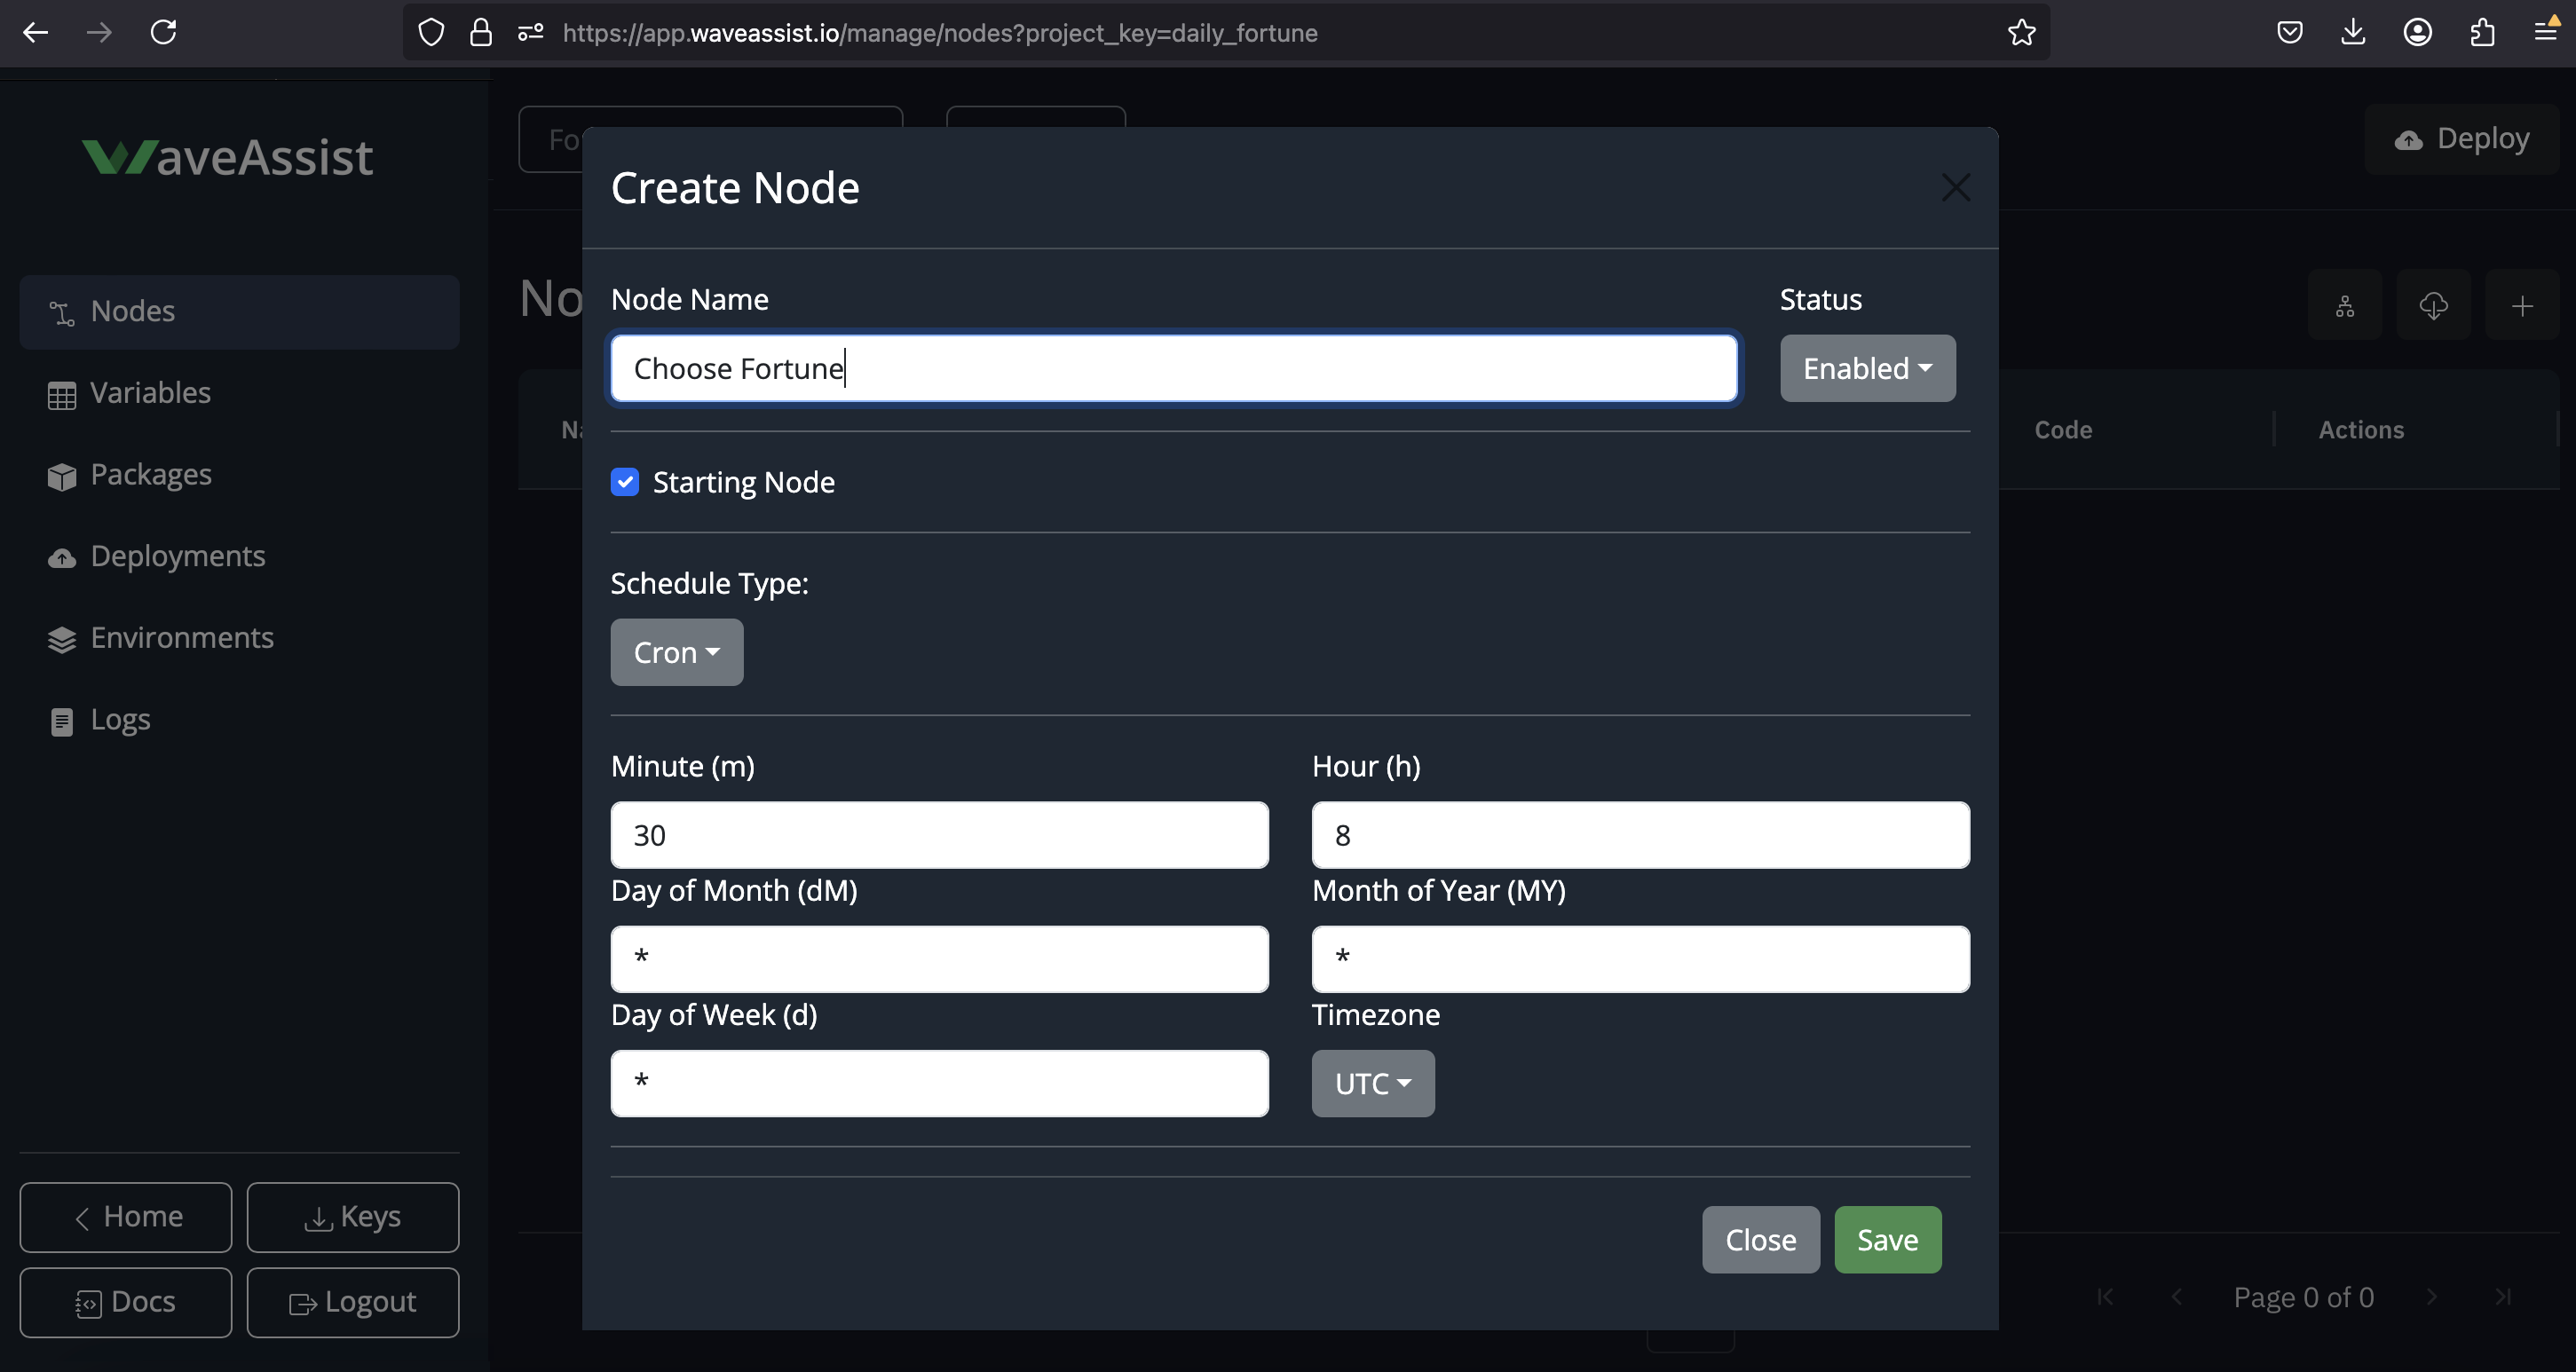 https://app.waveassist.io/manage/nodes?project_key=daily_fortune
WaveAssist
Deploy
Create Node
Nodes
Variables
Packages
Deployments
Environments
Logs
Node Name
Status
Choose Fortune
Enabled
Code
Actions
Starting Node
Schedule Type:
Cron
Minute (m)
Hour (h)
30
8
Day of Month (dM)
Month of Year (MY)
*
*
Day of Week (d)
Timezone
*
UTC
Close
Save
Home
Keys
Docs
Logout
Page 0 of 0